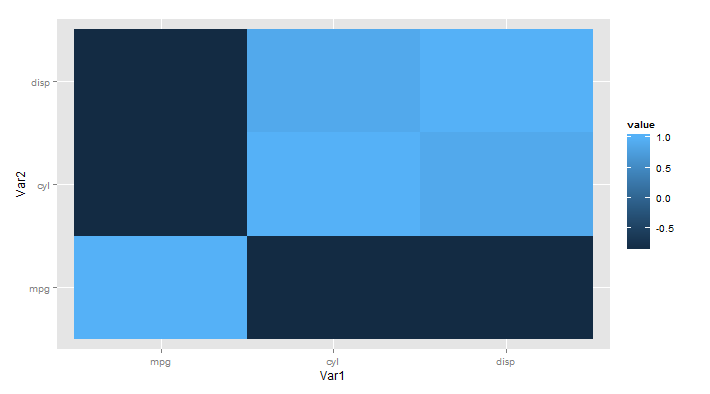 disp
cyl
mpg
Var2
mpg
cyl
disp
Var1
value
1.0
0.5
0.0
-0.5